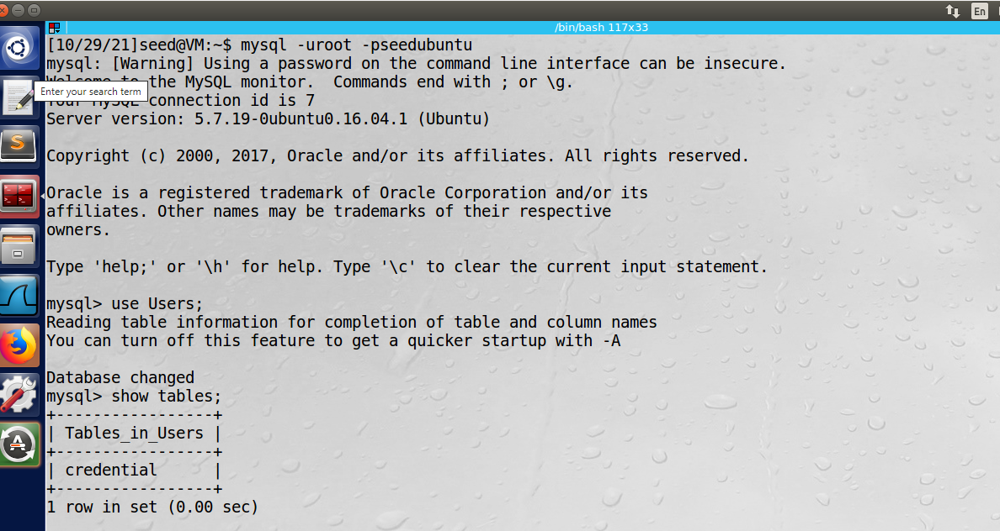 En
/bin/bash 117x33
[10/29/21]seed@VM:~$ mysql -uroot -pseedubuntu
mysql: [Warning] Using a password on the command line interface can be insecure.
Welcome to the MySQL monitor.  Commands end with ; or \g.
Enter your search term
Your MySQL connection id is 7
Server version: 5.7.19-0ubuntu0.16.04.1 (Ubuntu)
Copyright (c) 2000, 2017, Oracle and/or its affiliates. All rights reserved.
Oracle is a registered trademark of Oracle Corporation and/or its
affiliates. Other names may be trademarks of their respective
owners.
Type 'help;' or '\h' for help. Type '\c' to clear the current input statement.
mysql> use Users;
Reading table information for completion of table and column names
You can turn off this feature to get a quicker startup with -A
Database changed
mysql> show tables;
+-----------------+
| Tables_in_Users |
+-----------------+
| credential      |
+-----------------+
1 row in set (0.00 sec)